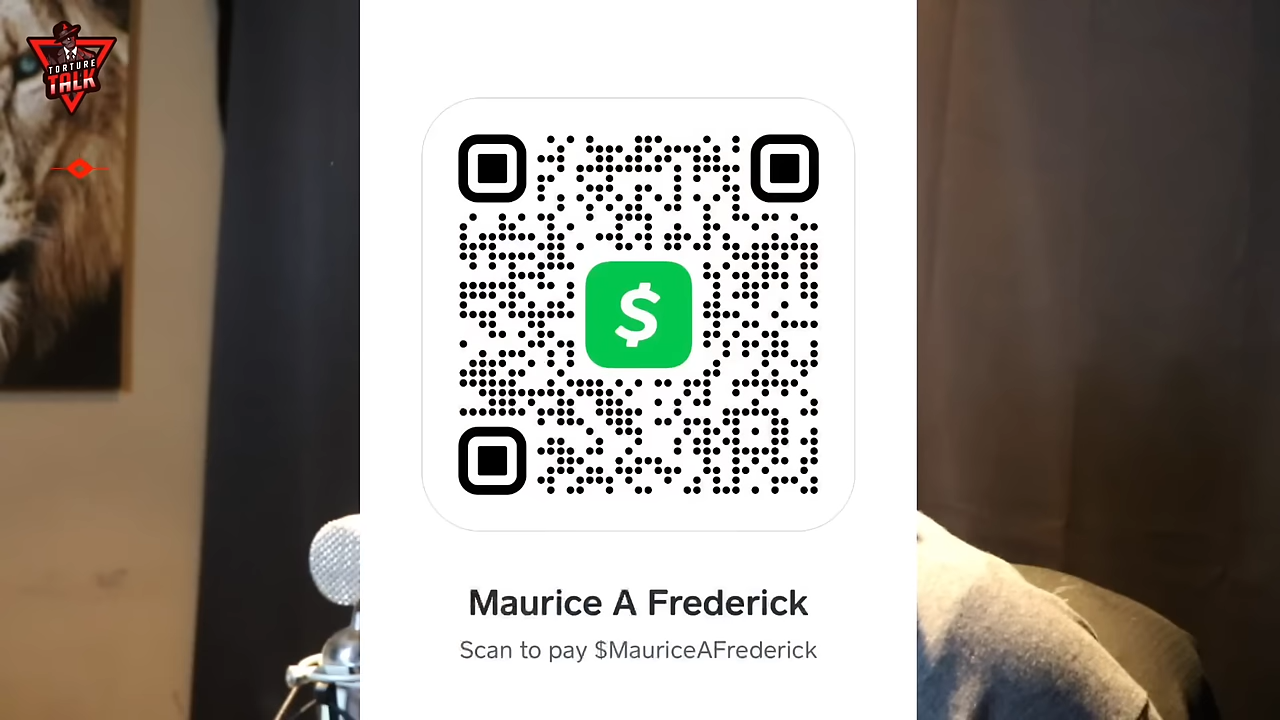 TORTURE
TALK
$
Maurice A Frederick
Scan to pay $MauriceAFrederick